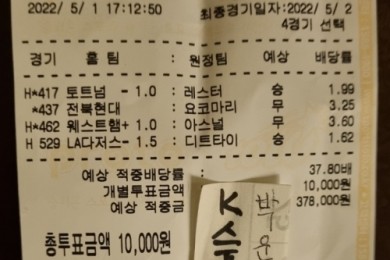 2022/ 5/ 1 17:12:50 최종경기일자:2022/ 5/ 2
4경기 선택
경기 홈 팀 : 원정팀 예상 배당률
H*417 토트넘 - 1.0 : 레스터 승 1.99
*437 전북현대 : 요코마리 무 3.25
H*462 웨스트햄+ 1.0 : 아스널 무 3.60
H 529 LA다저스- 1.5 : 디트타이 승 1.62
예상 적중배당률 : 37.80배
개별투표금액 10,000원
예상 적중금 378,000원
총투표금액 10,000원
K스
박윤